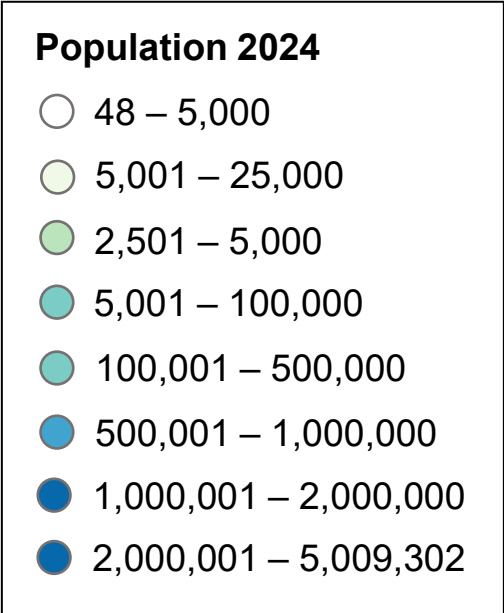 Population 2024
48 – 5,000
5,001 – 25,000
2,501 – 5,000
5,001 – 100,000
100,001 – 500,000
500,001 – 1,000,000
1,000,001 – 2,000,000
2,000,001 – 5,009,302